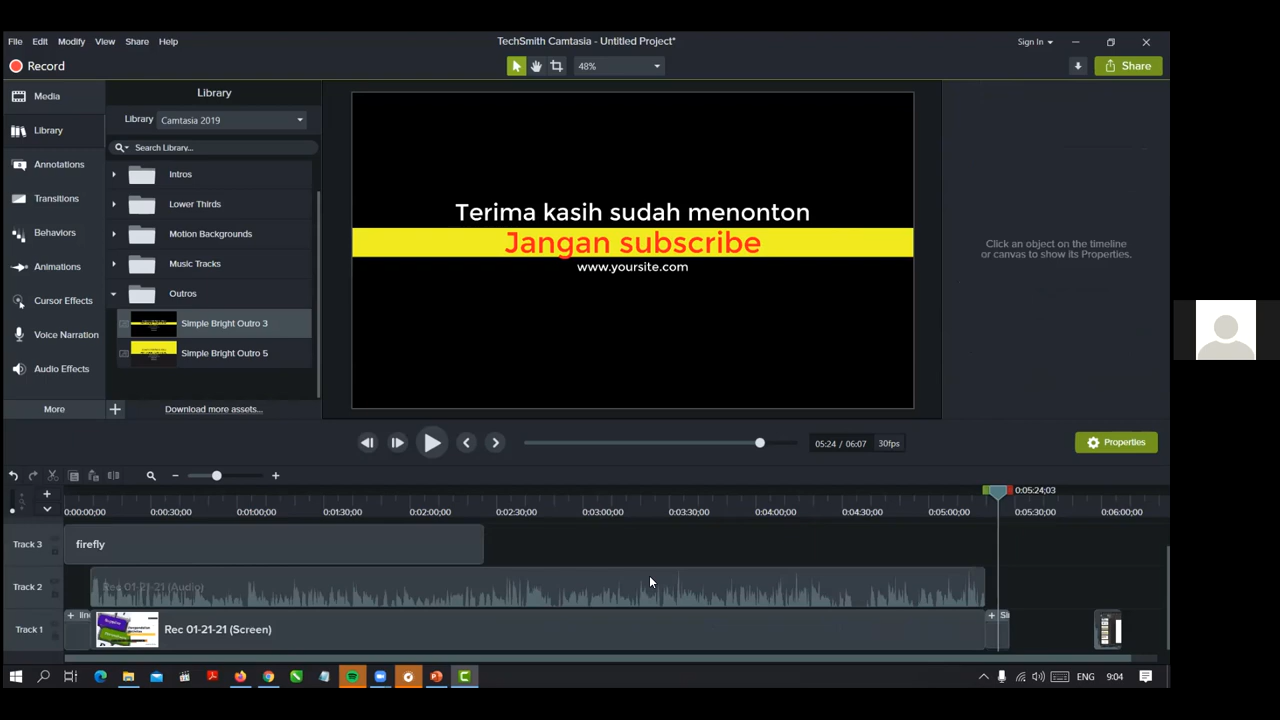 File Edit Modify View Share Help
TechSmith Camtasia - Untitled Project*
Sign In
Record
48%
Share
Media
Library
Annotations
Transitions
Behaviors
Animations
Cursor Effects
Voice Narration
Audio Effects
More
Library
Library Camtasia 2019
Search Library...
Intros
Lower Thirds
Motion Backgrounds
Music Tracks
Outros
Simple Bright Outro 3
Simple Bright Outro 5
Download more assets...
Terima kasih sudah menonton
Jangan subscribe
www.yoursite.com
Click an object on the timeline
or canvas to show its Properties.
05:24 / 06:07 30fps
Properties
0:05:24;03
0:00:00;00 0:00:30;00 0:01:00;00 0:01:30;00 0:02:00;00 0:02:30;00 0:03:00;00 0:03:30;00 0:04:00;00 0:04:30;00 0:05:00;00 0:05:30;00 0:06:00;00
Track 3 firefly
Track 2 Rec 01-21-21 (Audio)
Track 1 Rec 01-21-21 (Screen)
ENG 9:04